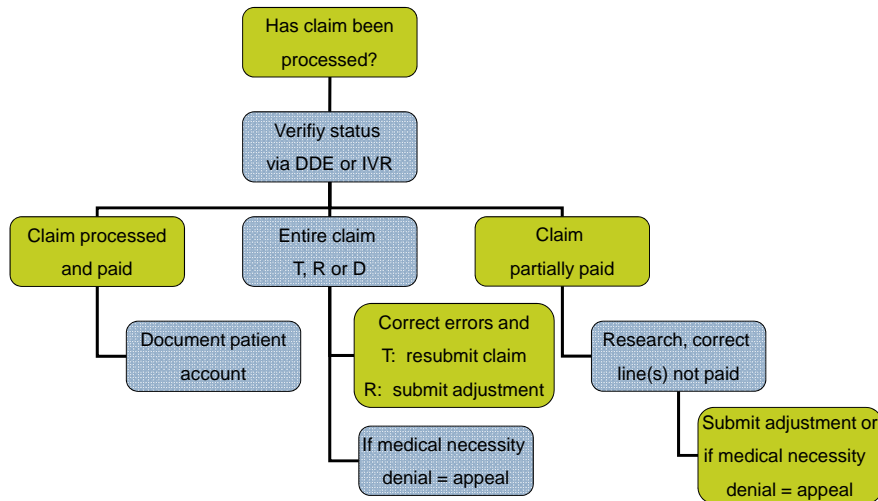 Has claim been
processed?
Verifiy status
via DDE or IVR
Claim processed
and paid
Entire claim
T, R or D
Claim
partially paid
Document patient
account
Correct errors and
T: resubmit claim
R: submit adjustment
Research, correct
line(s) not paid
If medical necessity
denial = appeal
Submit adjustment or
if medical necessity
denial = appeal